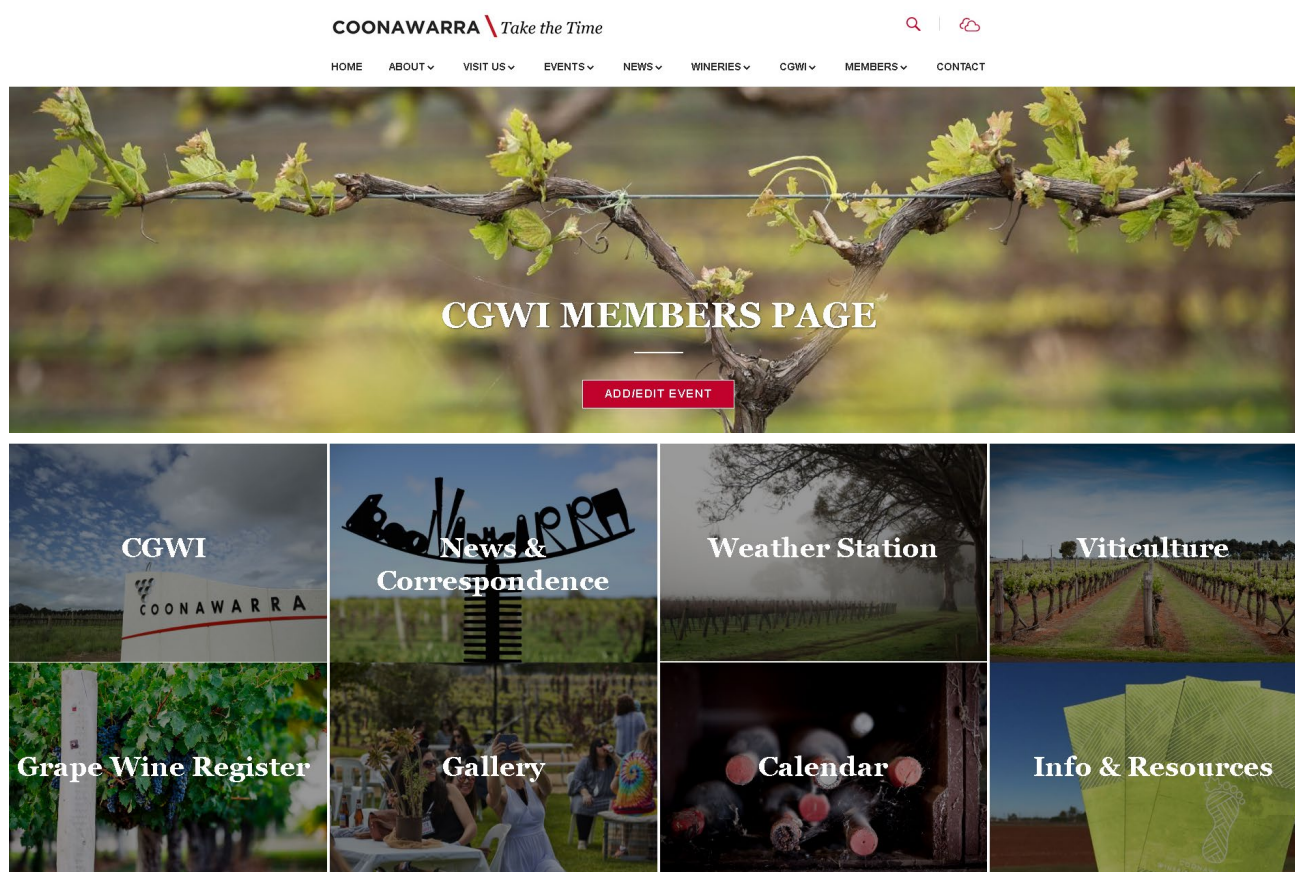 COONAWARRA \ Take the Time
HOME ABOUT VISIT US EVENTS NEWS WINERIES CGWI MEMBERS CONTACT
CGWI MEMBERS PAGE
ADD/EDIT EVENT
CGWI
COONAWARRA
News &
Correspondence
COONAWARRA
Weather Station
Viticulture
Grape Wine Register
Gallery
Calendar
Info & Resources